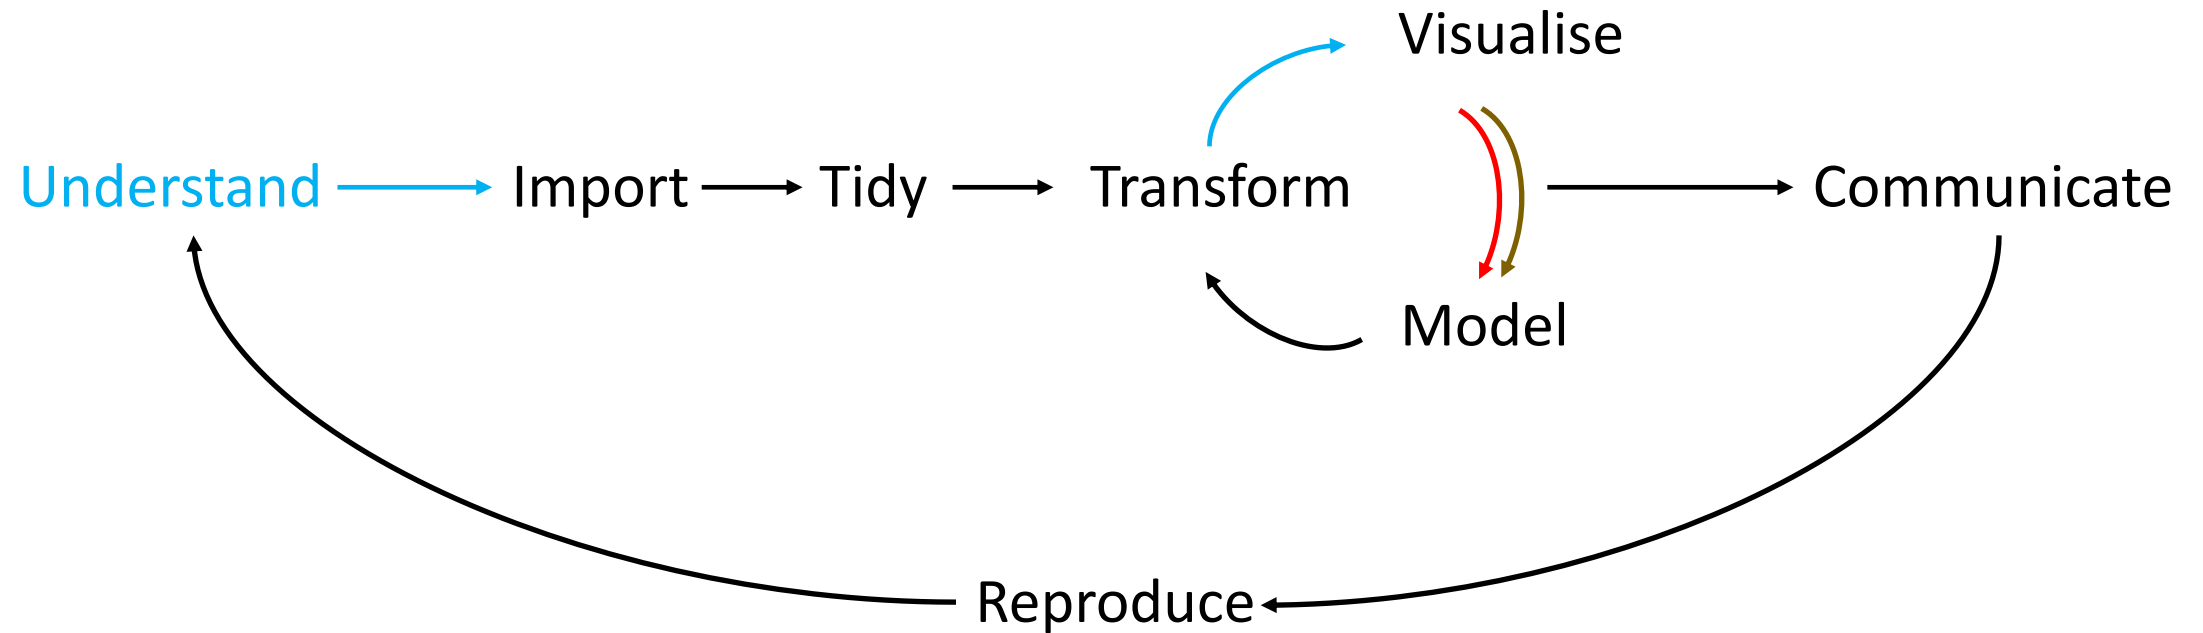 Visualise
Understand Import Tidy Transform Communicate
Model
Reproduce